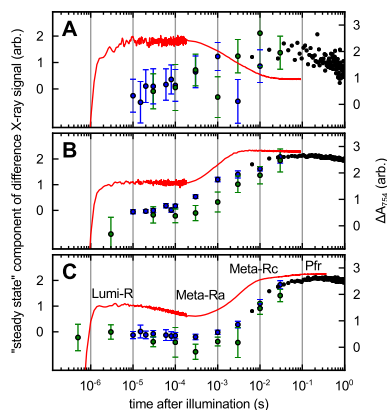 "steady state" component of difference X-ray signal (arb.)
A
2
1
0
3
2
1
0
B
2
1
0
3
2
1
0
ΔA754 (arb.)
C
Lumi-R
Meta-Ra
Meta-Rc
Pfr
2
1
0
3
2
1
0
10-6 10-5 10-4 10-3 10-2 10-1 100
time after illumination (s)